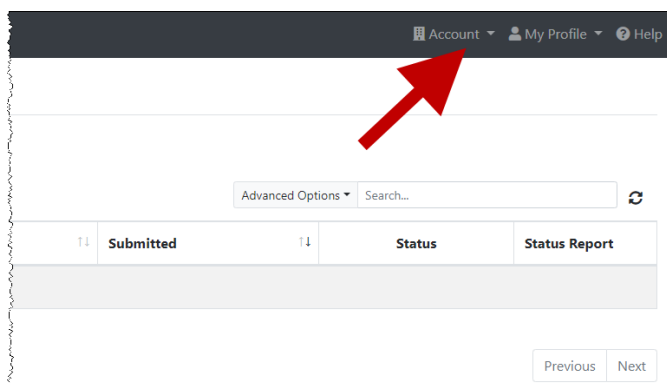 Account My Profile Help
Advanced Options Search...
Submitted Status Status Report
Previous Next